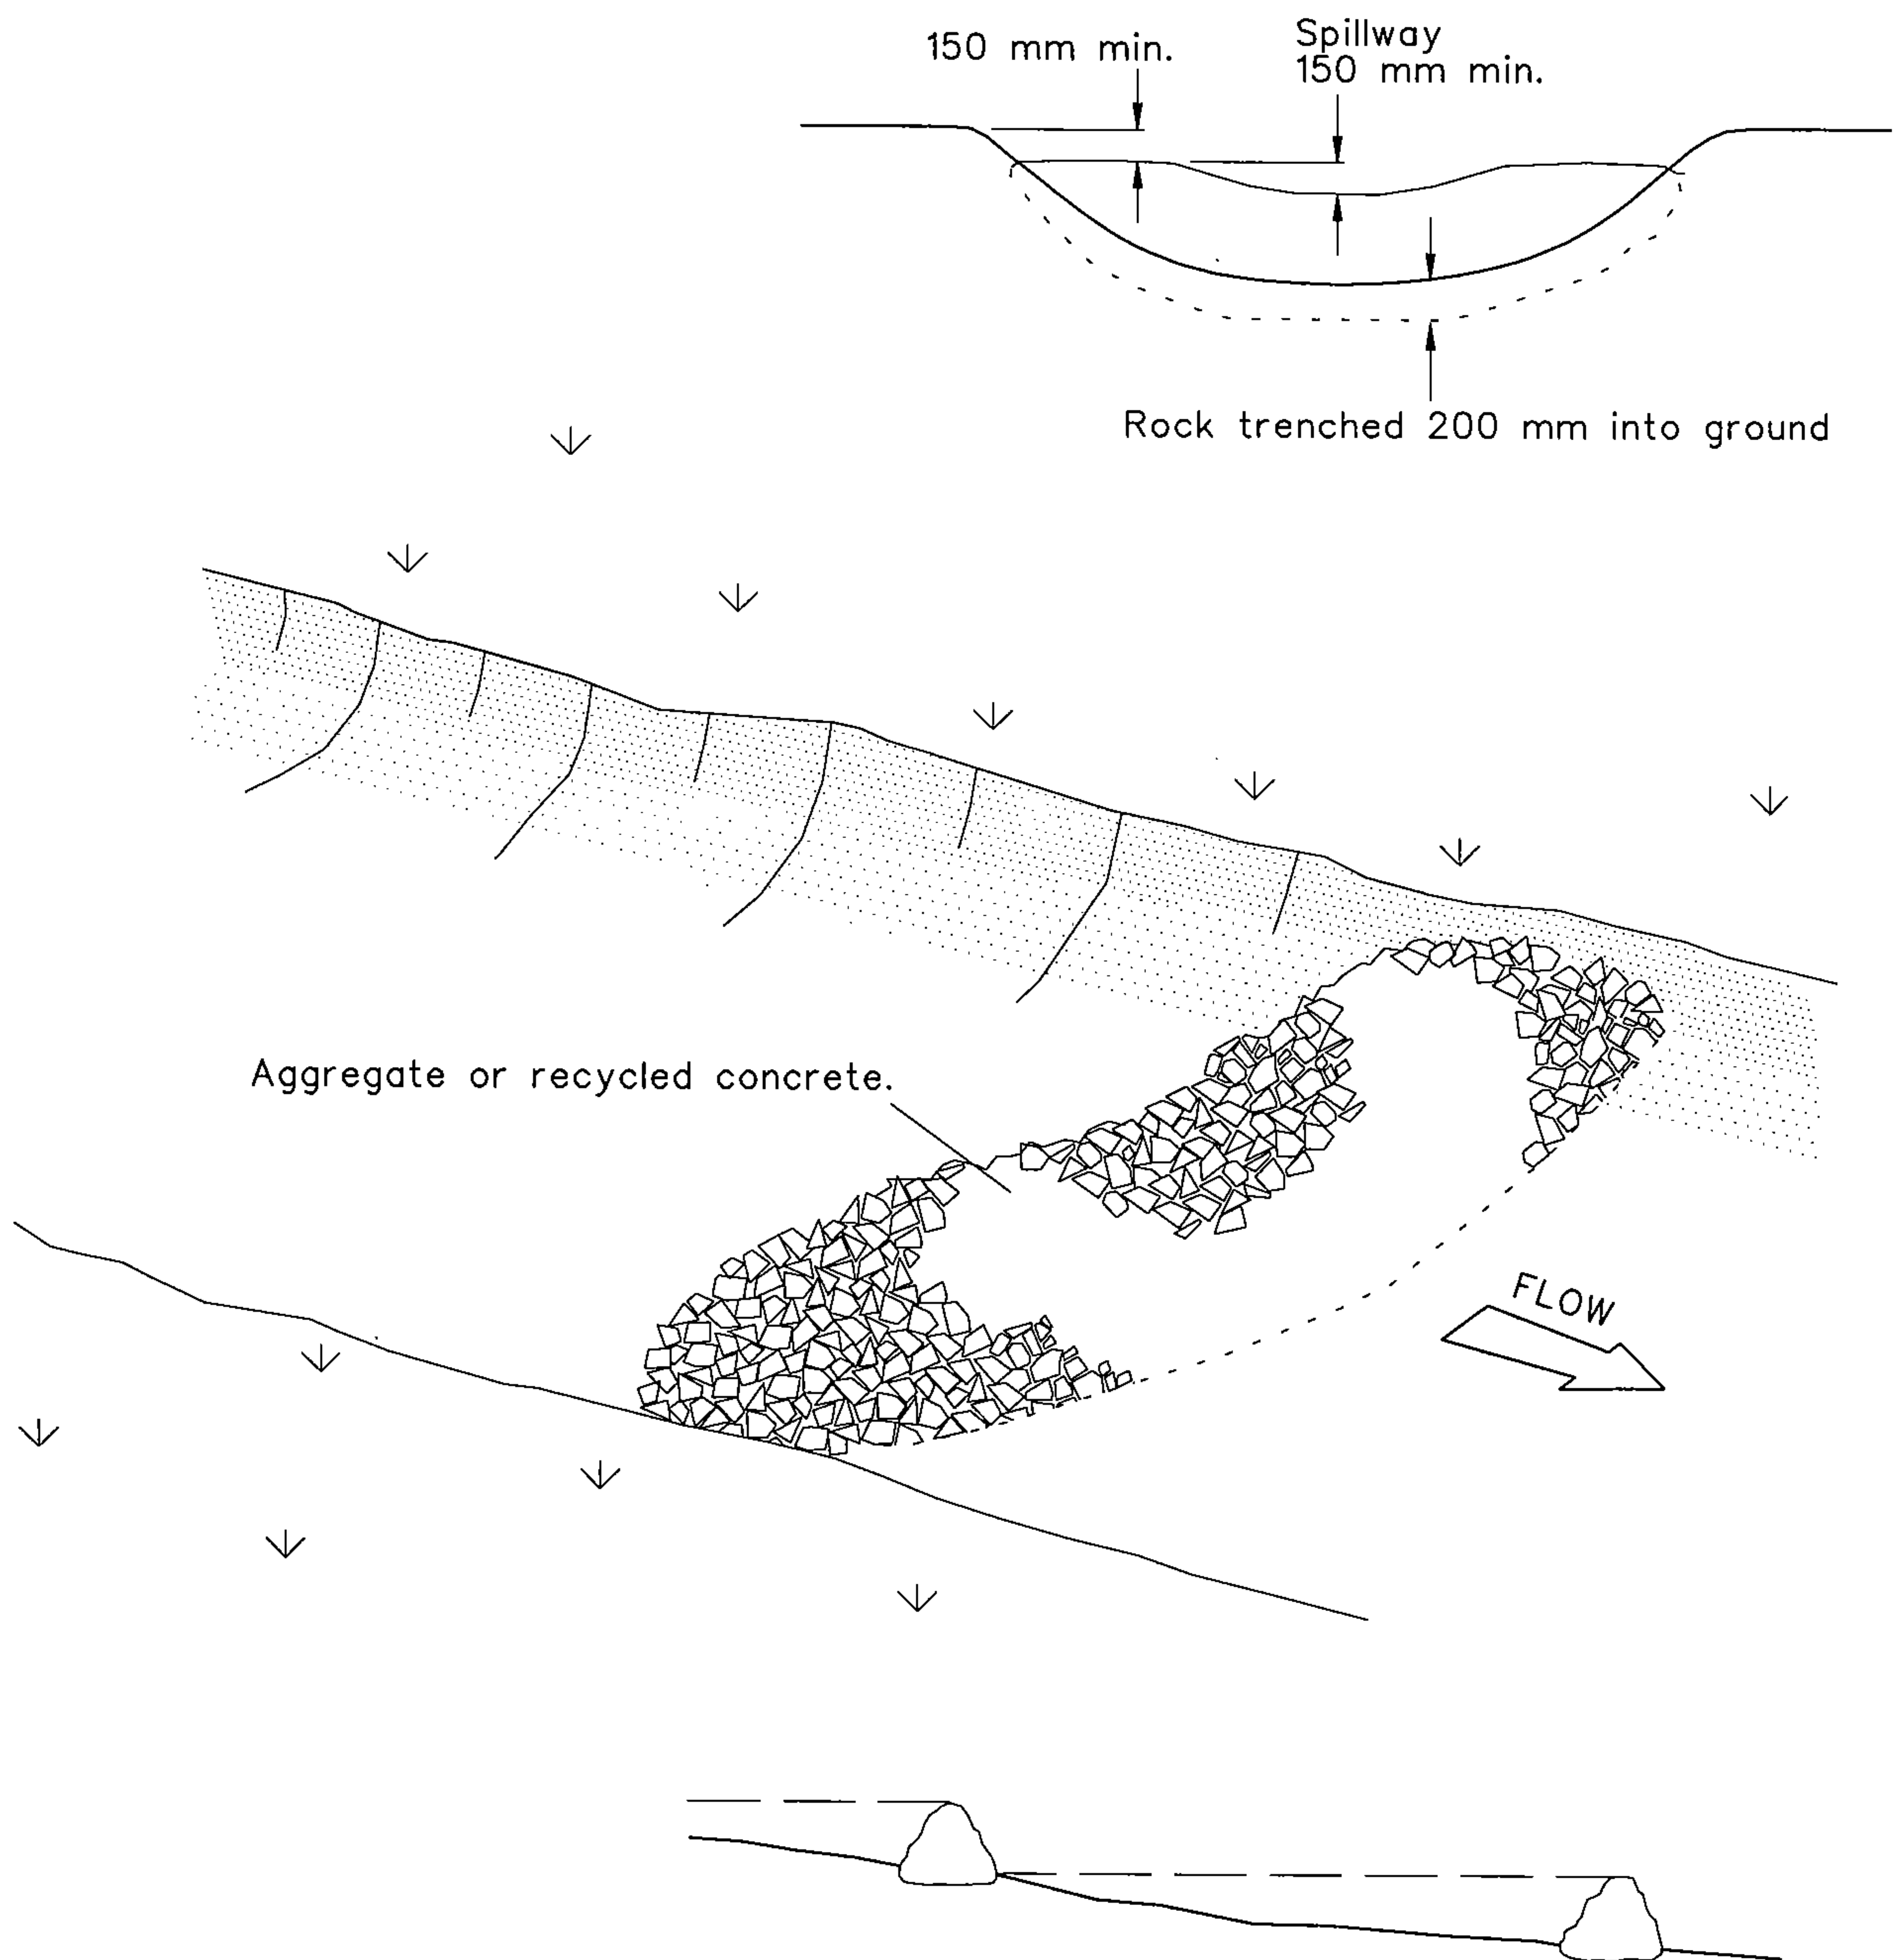 150 mm min.
Spillway
150 mm min.
Rock trenched 200 mm into ground
Aggregate or recycled concrete.
FLOW